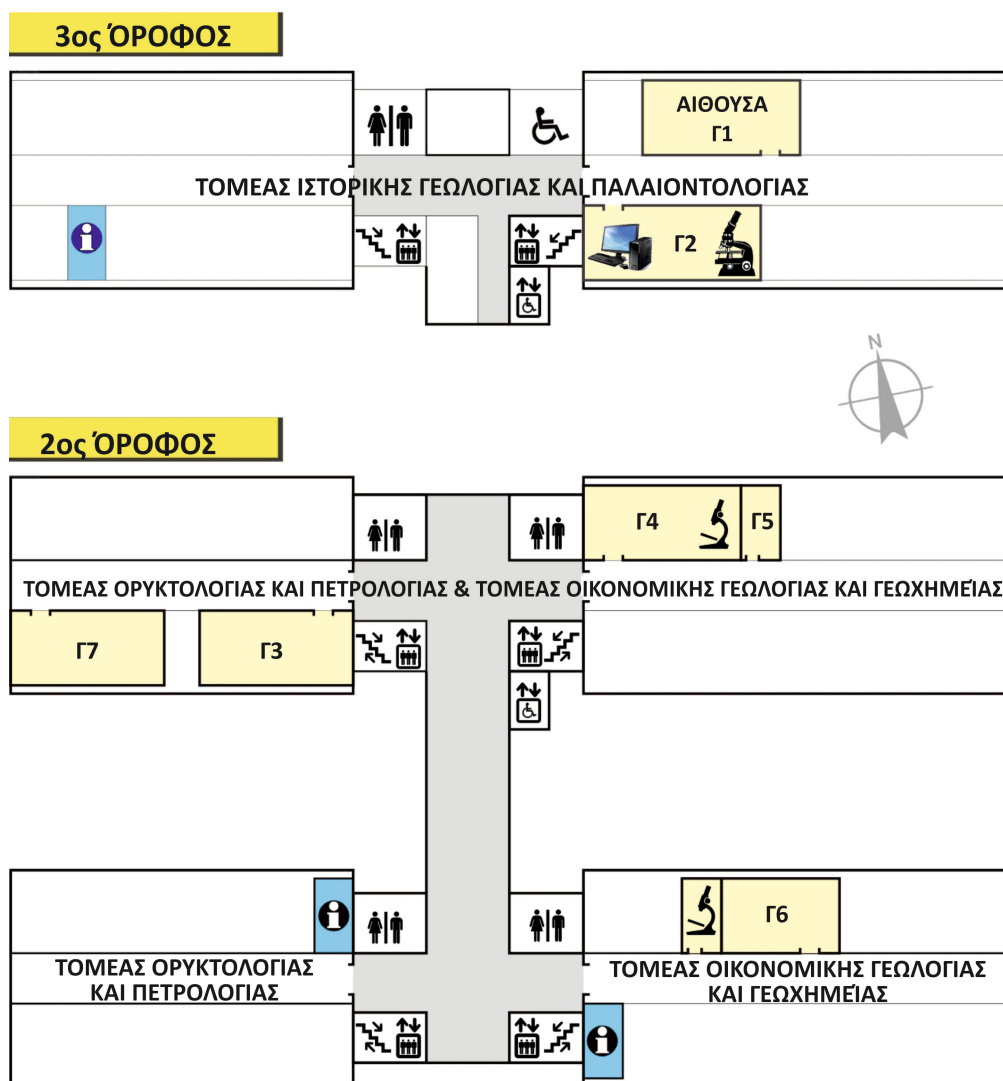 3ος ΌΡΟΦΟΣ
ΑΙΘΟΥΣΑ
Γ1
ΤΟΜΕΑΣ ΙΣΤΟΡΙΚΗΣ ΓΕΩΛΟΓΙΑΣ ΚΑΙ ΠΑΛΑΙΟΝΤΟΛΟΓΙΑΣ
Γ2
N
2ος ΌΡΟΦΟΣ
Γ4
Γ5
ΤΟΜΕΑΣ ΟΡΥΚΤΟΛΟΓΙΑΣ ΚΑΙ ΠΕΤΡΟΛΟΓΙΑΣ & ΤΟΜΕΑΣ ΟΙΚΟΝΟΜΙΚΗΣ ΓΕΩΛΟΓΙΑΣ ΚΑΙ ΓΕΩΧΗΜΕΊΑΣ
Γ7
Γ3
Γ6
ΤΟΜΕΑΣ ΟΡΥΚΤΟΛΟΓΙΑΣ
ΚΑΙ ΠΕΤΡΟΛΟΓΙΑΣ
ΤΟΜΕΑΣ ΟΙΚΟΝΟΜΙΚΗΣ ΓΕΩΛΟΓΙΑΣ
ΚΑΙ ΓΕΩΧΗΜΕΊΑΣ